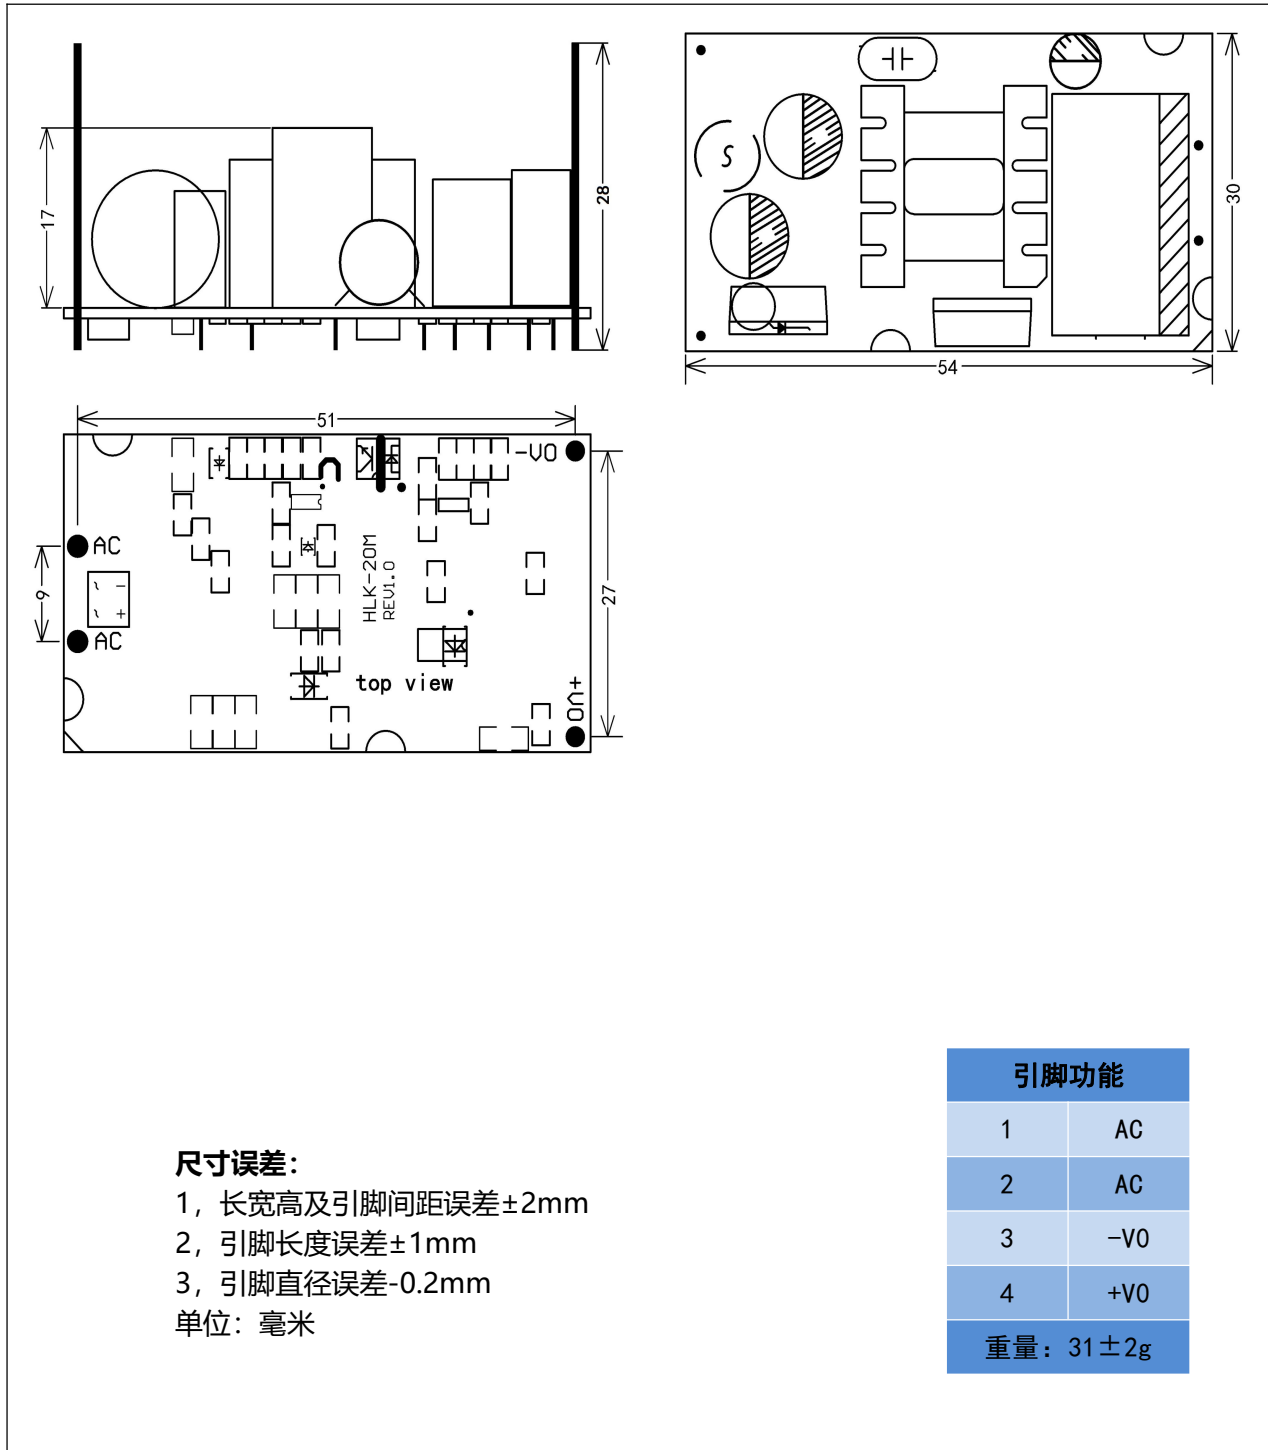 17
28
S
30
54
51
-VO
AC
9
AC
~ -
~ +
HLK-20M
REV1.0
27
top view
+VO
引脚功能
1 AC
2 AC
3 -VO
4 +VO
重量：31±2g
尺寸误差：
1，长宽高及引脚间距误差±2mm
2，引脚长度误差±1mm
3，引脚直径误差-0.2mm
单位：毫米